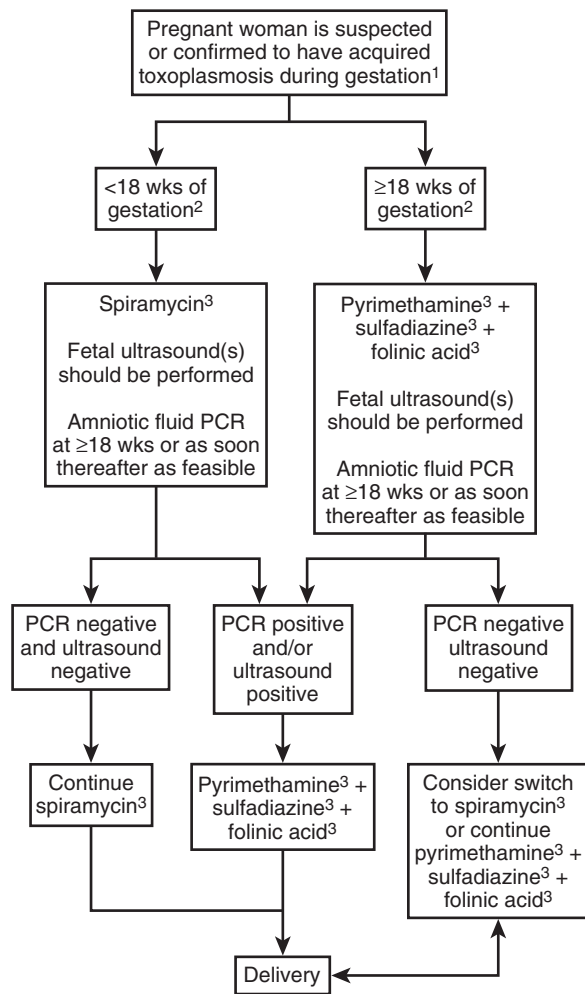 Pregnant woman is suspected
or confirmed to have acquired
toxoplasmosis during gestation¹
<18 wks of
gestation²
≥18 wks of
gestation²
Spiramycin³
Fetal ultrasound(s)
should be performed
Amniotic fluid PCR
at ≥18 wks or as soon
thereafter as feasible
Pyrimethamine³ +
sulfadiazine³ +
folinic acid³
Fetal ultrasound(s)
should be performed
Amniotic fluid PCR
at ≥18 wks or as soon
thereafter as feasible
PCR negative
and ultrasound
negative
PCR positive
and/or
ultrasound
positive
PCR negative
ultrasound
negative
Continue
spiramycin³
Pyrimethamine³ +
sulfadiazine³ +
folinic acid³
Consider switch
to spiramycin³
or continue
pyrimethamine³ +
sulfadiazine³ +
folinic acid³
Delivery